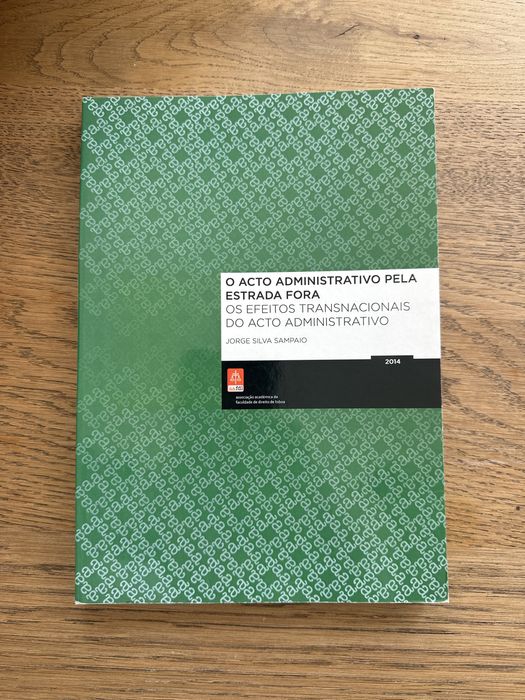 O ACTO ADMINISTRATIVO PELA
ESTRADA FORA
OS EFEITOS TRANSNACIONAIS
DO ACTO ADMINISTRATIVO
JORGE SILVA SAMPAIO
2014
associação académica da
faculdade de direito de lisboa